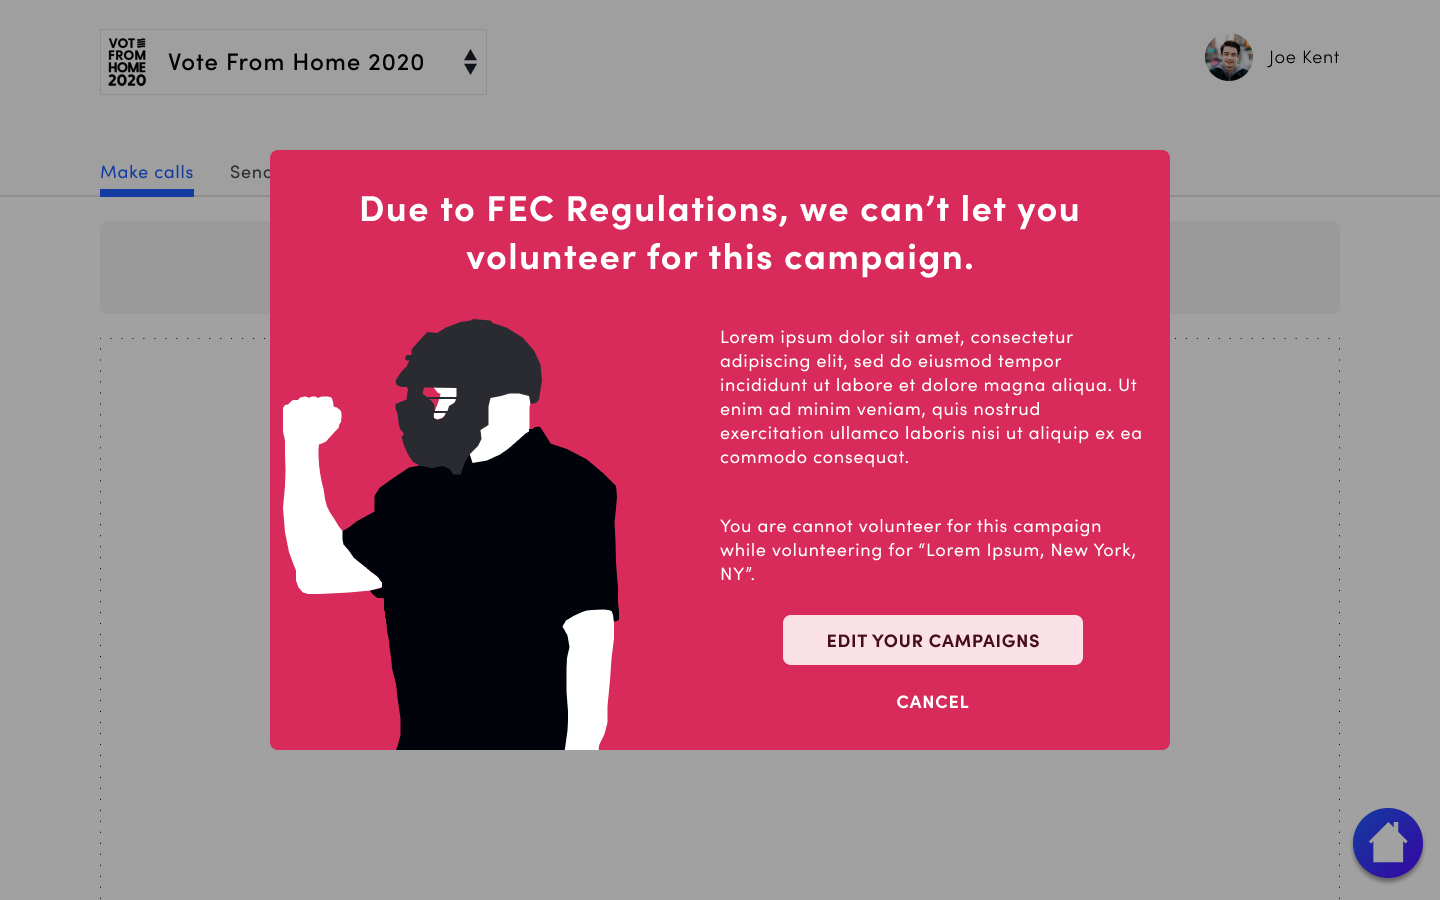 VOTE
FROM
HOME
2020
Vote From Home 2020
Joe Kent
Make calls
Send
Due to FEC Regulations, we can’t let you
volunteer for this campaign.
Lorem ipsum dolor sit amet, consectetur
adipiscing elit, sed do eiusmod tempor
incididunt ut labore et dolore magna aliqua. Ut
enim ad minim veniam, quis nostrud
exercitation ullamco laboris nisi ut aliquip ex ea
commodo consequat.
You are cannot volunteer for this campaign
while volunteering for “Lorem Ipsum, New York,
NY”.
EDIT YOUR CAMPAIGNS
CANCEL